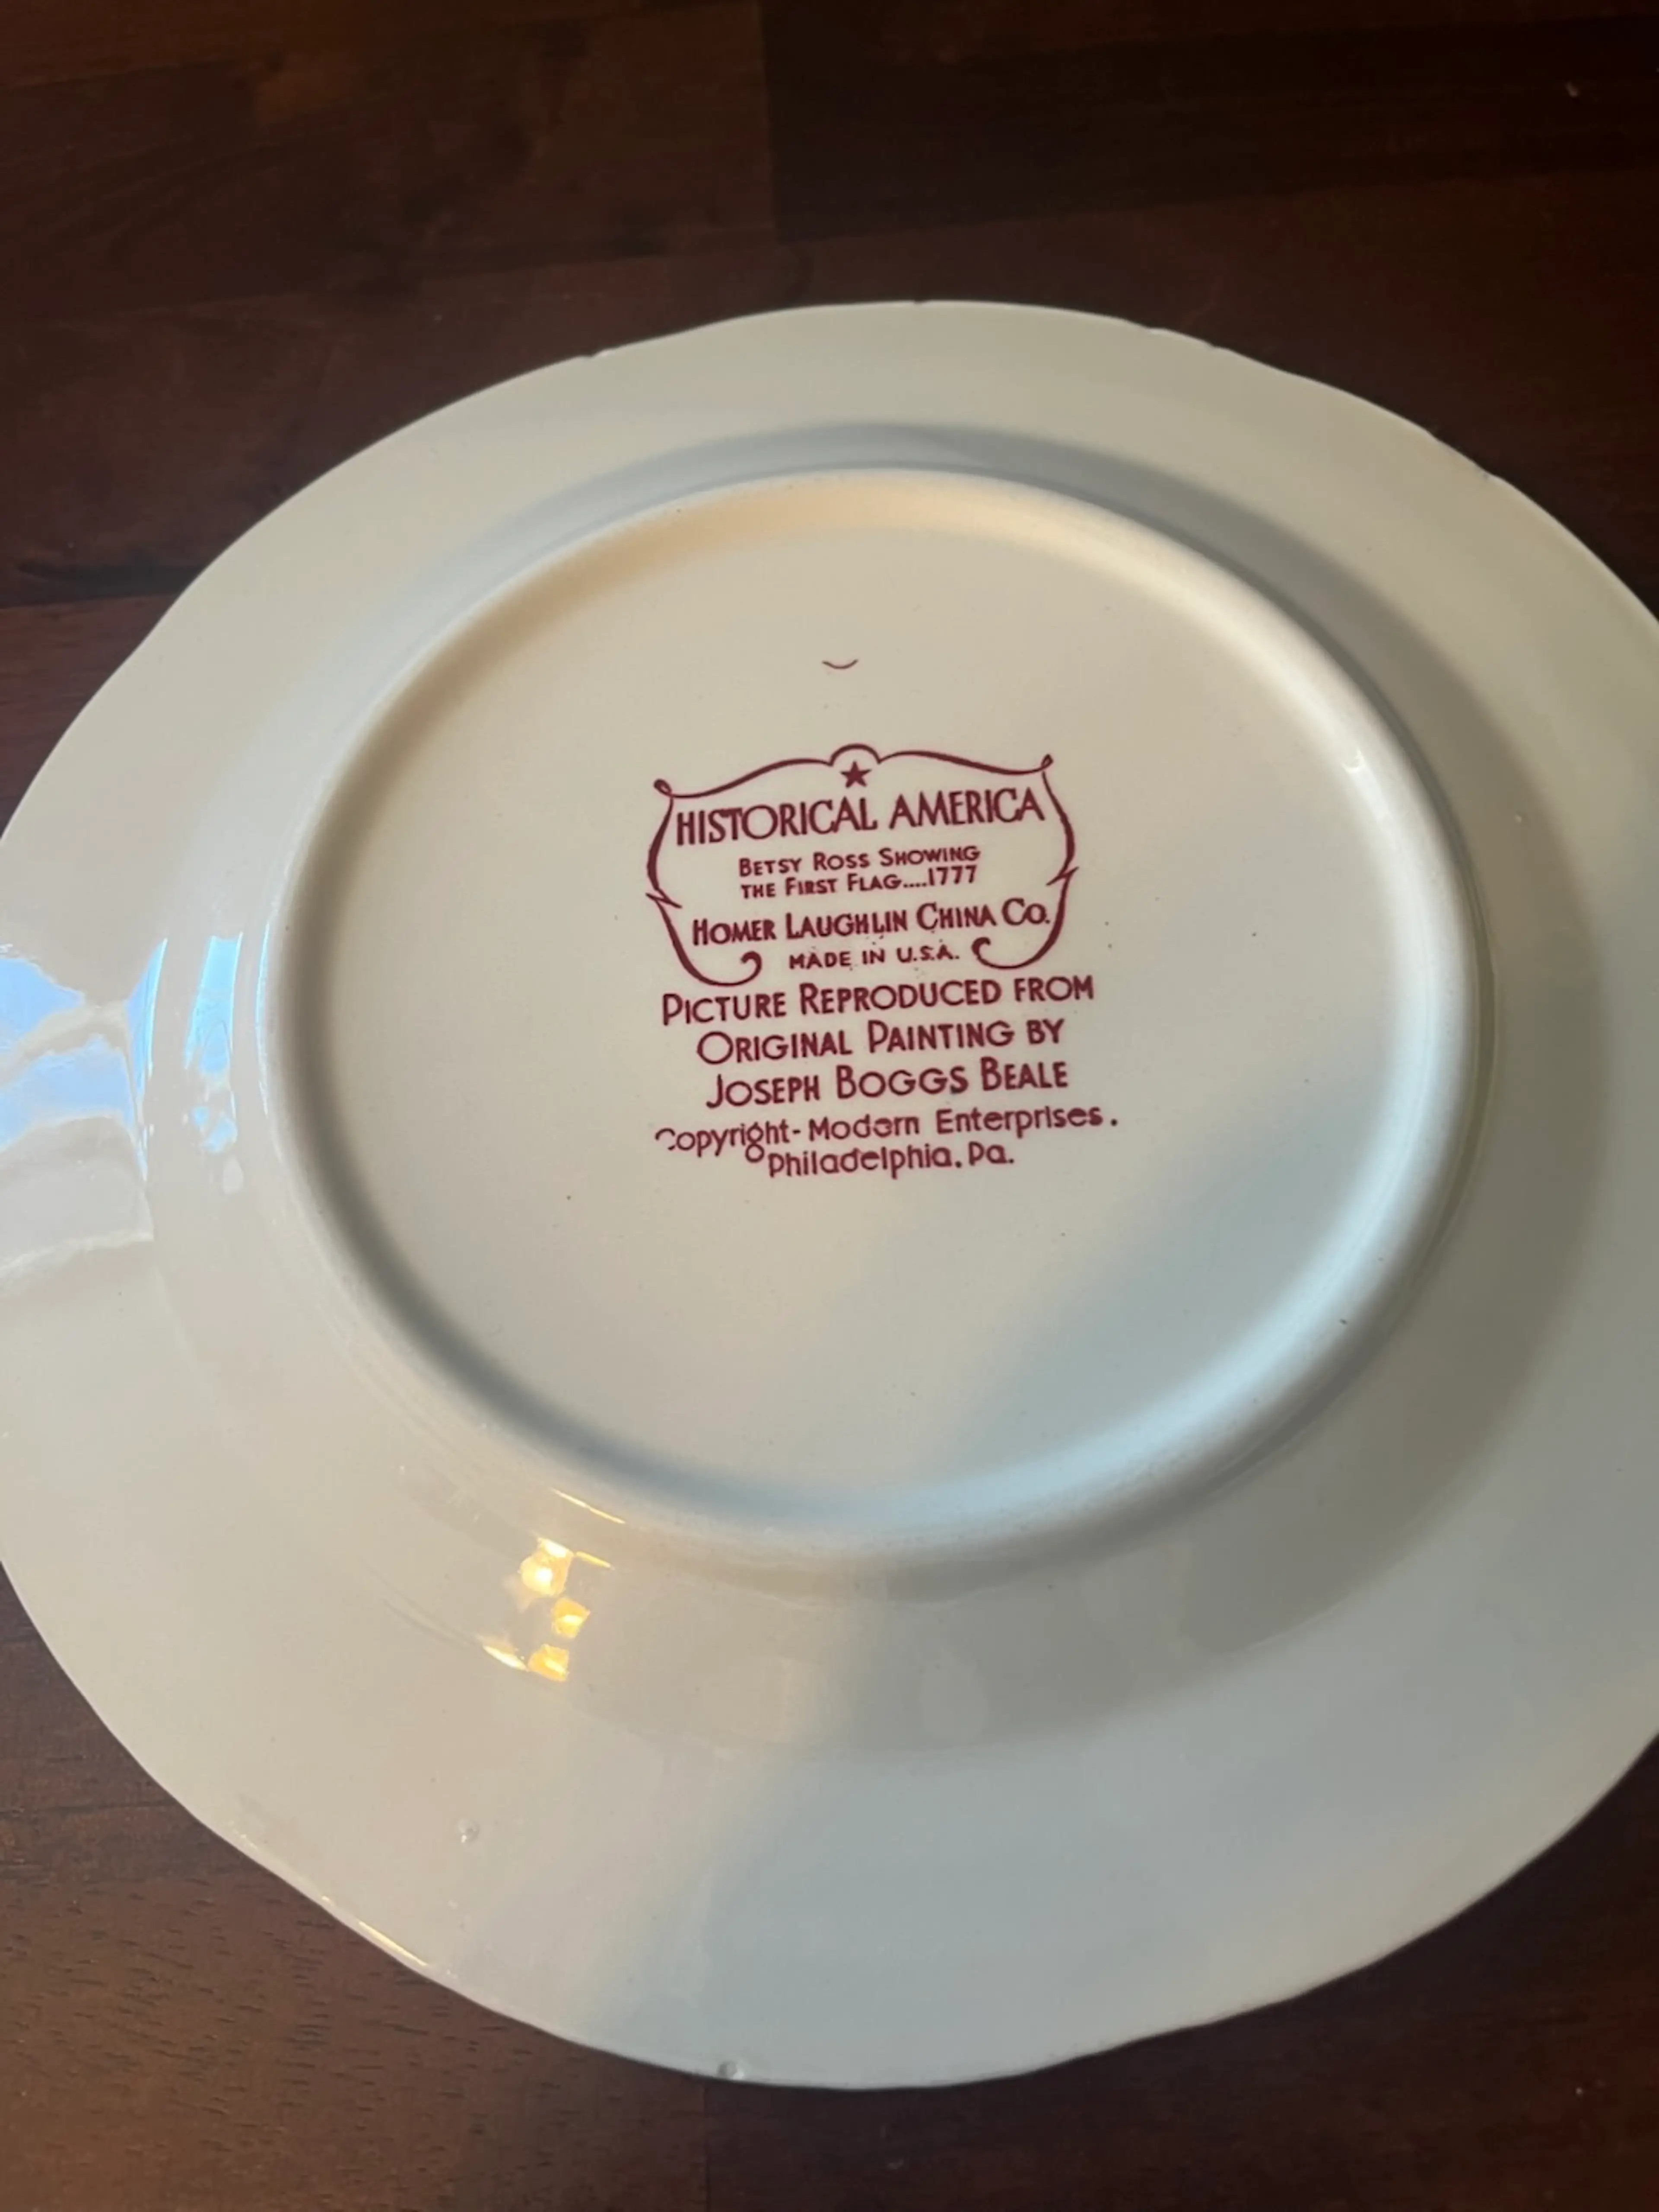 HISTORICAL AMERICA
BETSY ROSS SHOWING
THE FIRST FLAG....1777
HOMER LAUGHLIN CHINA CO.
MADE IN U.S.A.
PICTURE REPRODUCED FROM
ORIGINAL PAINTING BY
JOSEPH BOGGS BEALE
Copyright- Modern Enterprises.
Philadelphia. Pa.